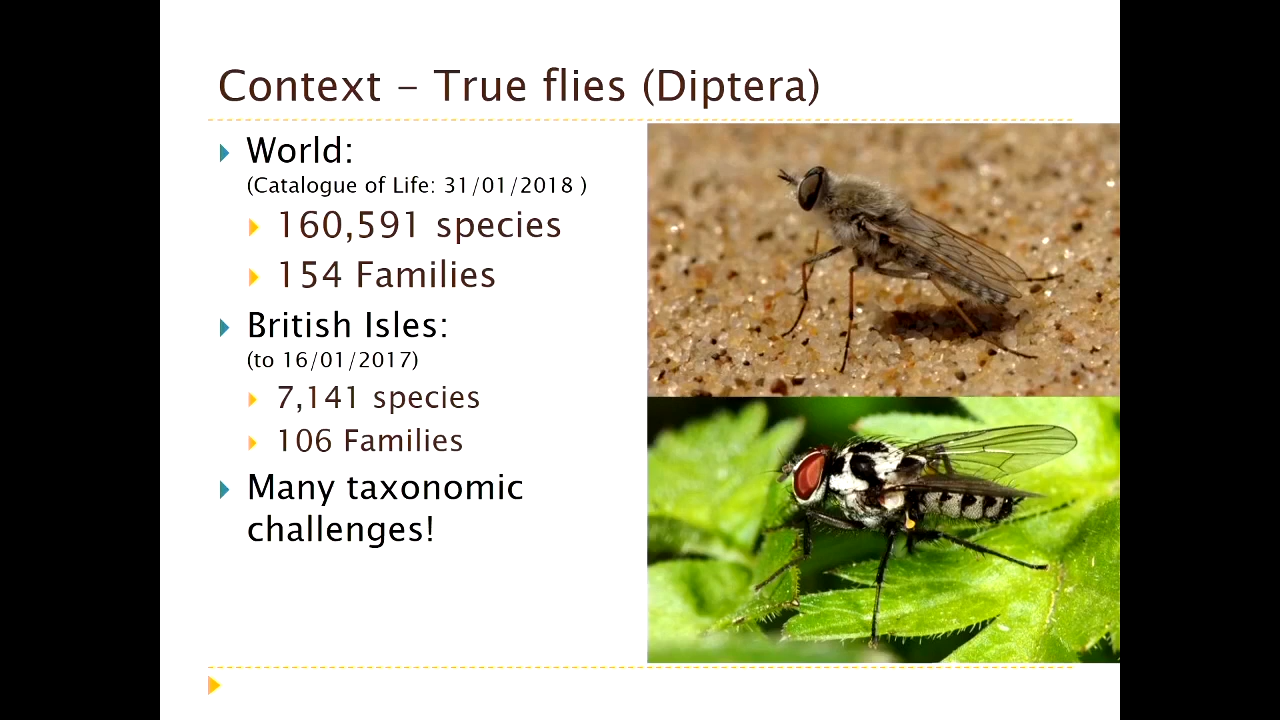 Context – True flies (Diptera)
World:
(Catalogue of Life: 31/01/2018 )
160,591 species
154 Families
British Isles:
(to 16/01/2017)
7,141 species
106 Families
Many taxonomic
challenges!